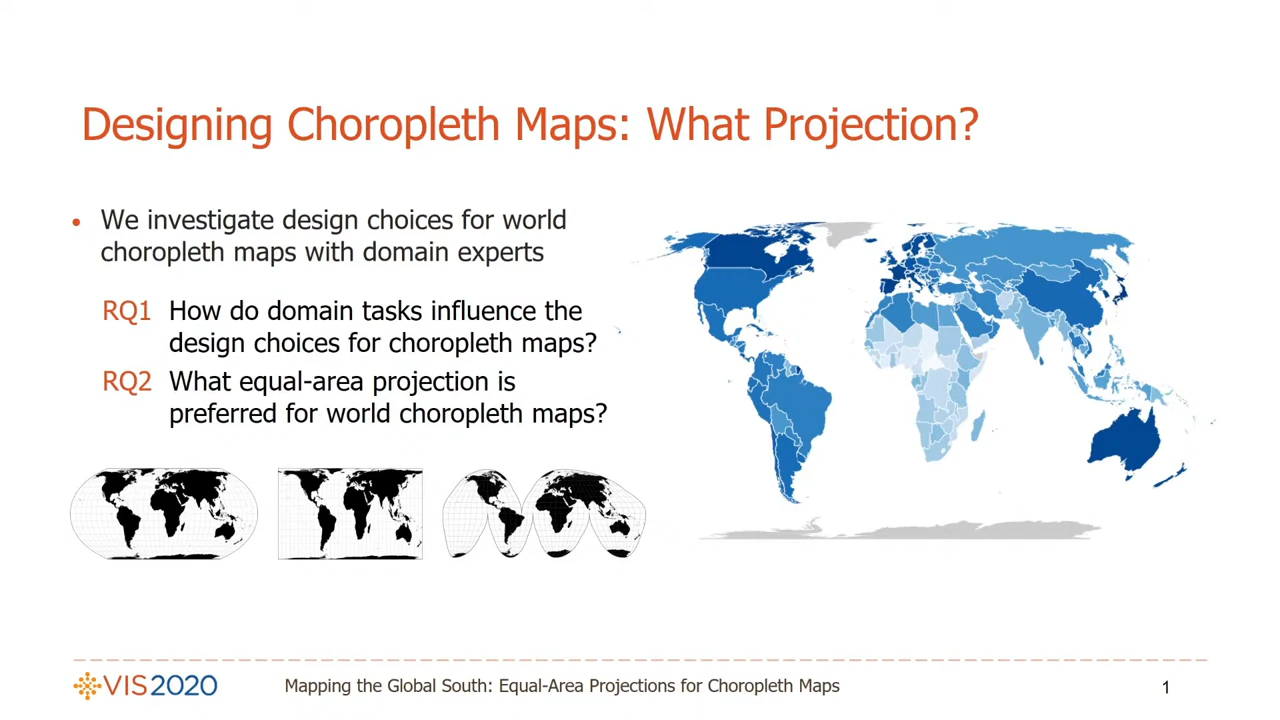 Designing Choropleth Maps: What Projection?
• We investigate design choices for world
choropleth maps with domain experts
RQ1 How do domain tasks influence the
design choices for choropleth maps?
RQ2 What equal-area projection is
preferred for world choropleth maps?
VIS2020
Mapping the Global South: Equal-Area Projections for Choropleth Maps
1